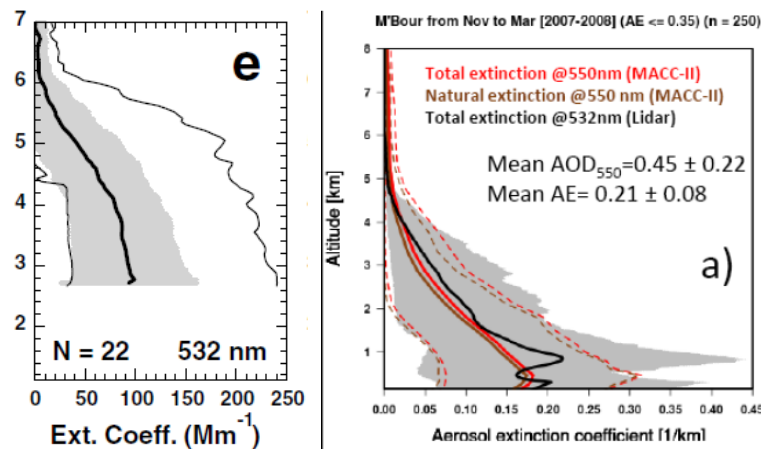 7
6
5
4
3
2
e
N = 22 532 nm
0 50 100 150 200 250
Ext. Coeff. (Mm⁻¹)
M'Bour from Nov to Mar [2007-2008] (AE <= 0.35) (n = 250)
8
7
6
5
4
3
2
1
Altitude [km]
Total extinction @550nm (MACC-II)
Natural extinction @550 nm (MACC-II)
Total extinction @532nm (Lidar)
Mean AOD₅₅₀=0.45 ± 0.22
Mean AE= 0.21 ± 0.08
a)
0.00 0.05 0.10 0.15 0.20 0.25 0.30 0.35 0.40 0.45
Aerosol extinction coefficient [1/km]